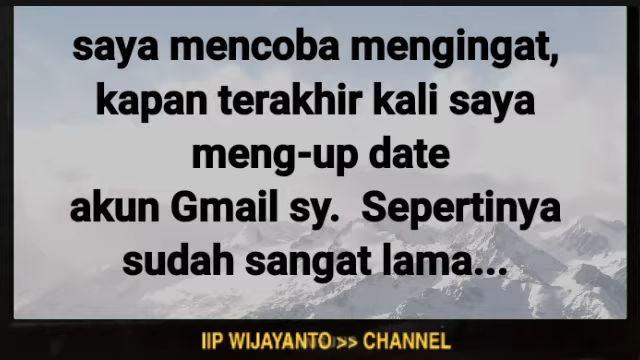 saya mencoba mengingat,
kapan terakhir kali saya
meng-up date
akun Gmail sy. Sepertinya
sudah sangat lama...
IIP WIJAYANTO >> CHANNEL